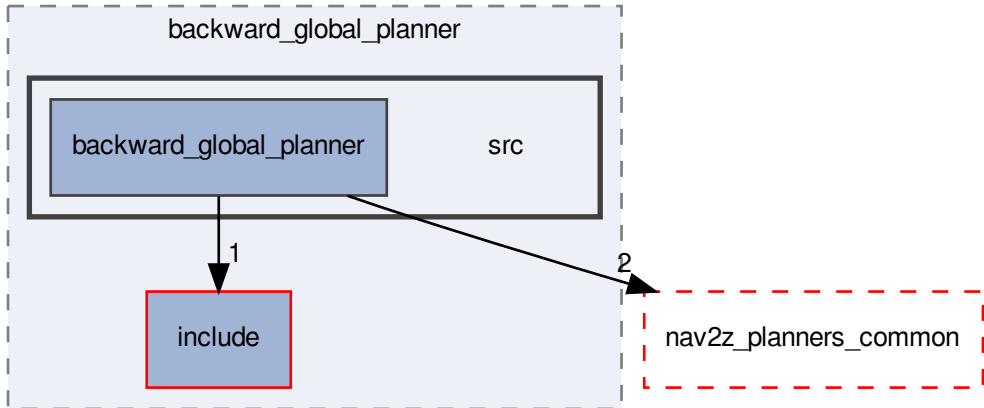 backward_global_planner
backward_global_planner
src
1
2
include
nav2z_planners_common